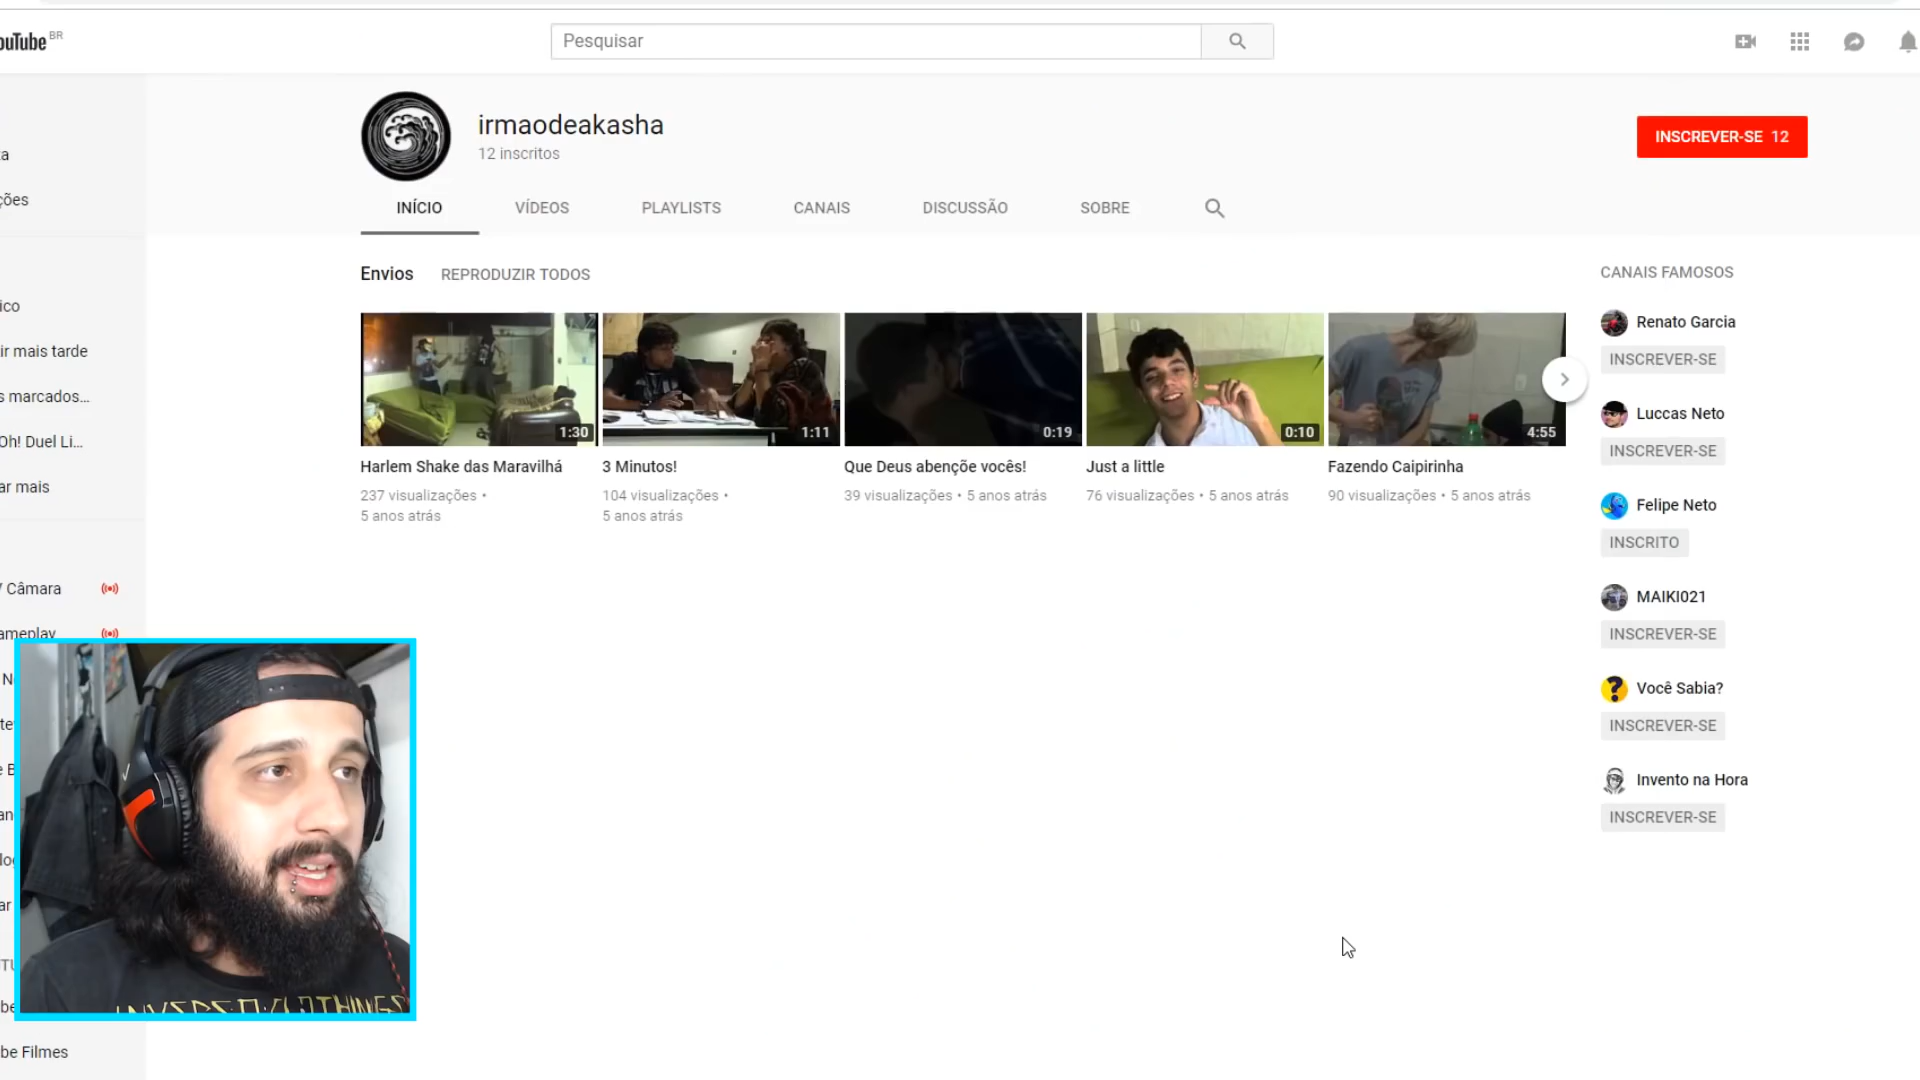 ouTube BR
Pesquisar
irmaodeakasha
12 inscritos
INSCREVER-SE 12
INÍCIO VÍDEOS PLAYLISTS CANAIS DISCUSSÃO SOBRE
Envios REPRODUZIR TODOS
1:30
1:11
0:19
0:10
4:55
Harlem Shake das Maravilhá
237 visualizações •
5 anos atrás
3 Minutos!
104 visualizações •
5 anos atrás
Que Deus abençõe vocês!
39 visualizações • 5 anos atrás
Just a little
76 visualizações • 5 anos atrás
Fazendo Caipirinha
90 visualizações • 5 anos atrás
CANAIS FAMOSOS
Renato Garcia
INSCREVER-SE
Luccas Neto
INSCREVER-SE
Felipe Neto
INSCRITO
MAIKI021
INSCREVER-SE
Você Sabia?
INSCREVER-SE
Invento na Hora
INSCREVER-SE
ta
ções
ico
ir mais tarde
s marcados...
Oh! Duel Li...
ar mais
Câmara
ameplay
be Filmes